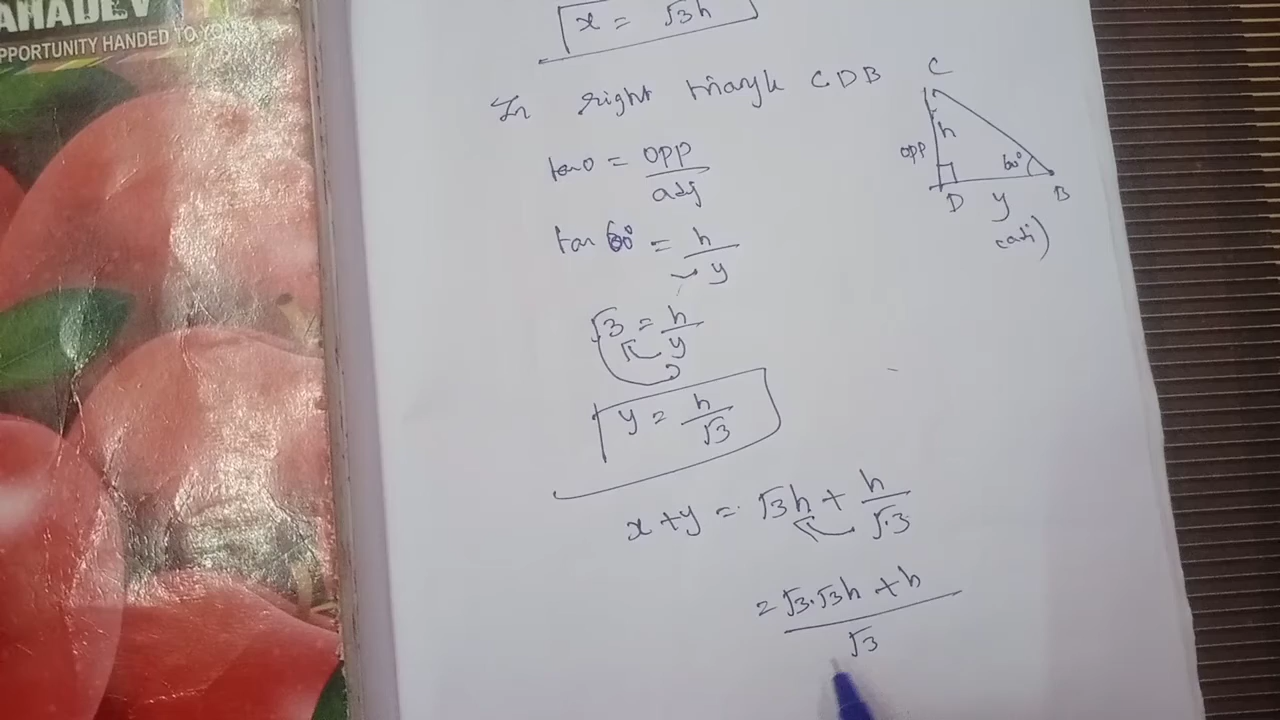 AHADEV
PPORTUNITY HANDED TO YO
x = √3h
In right triangle CDB
tanθ = opp/adj
tan 60° = h/y
√3 = h/y
y = h/√3
x+y = √3h + h/√3
= √3.√3h + h/√3
C
h
opp
60°
D
y
B
(adj)